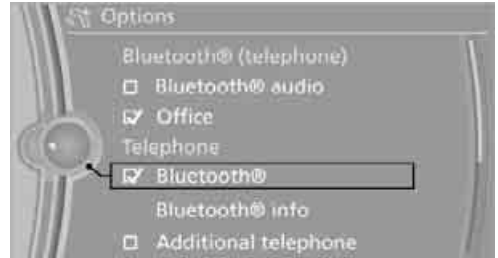 Options
Bluetooth® (telephone)
Bluetooth® audio
Office
Telephone
Bluetooth®
Bluetooth® info
Additional telephone